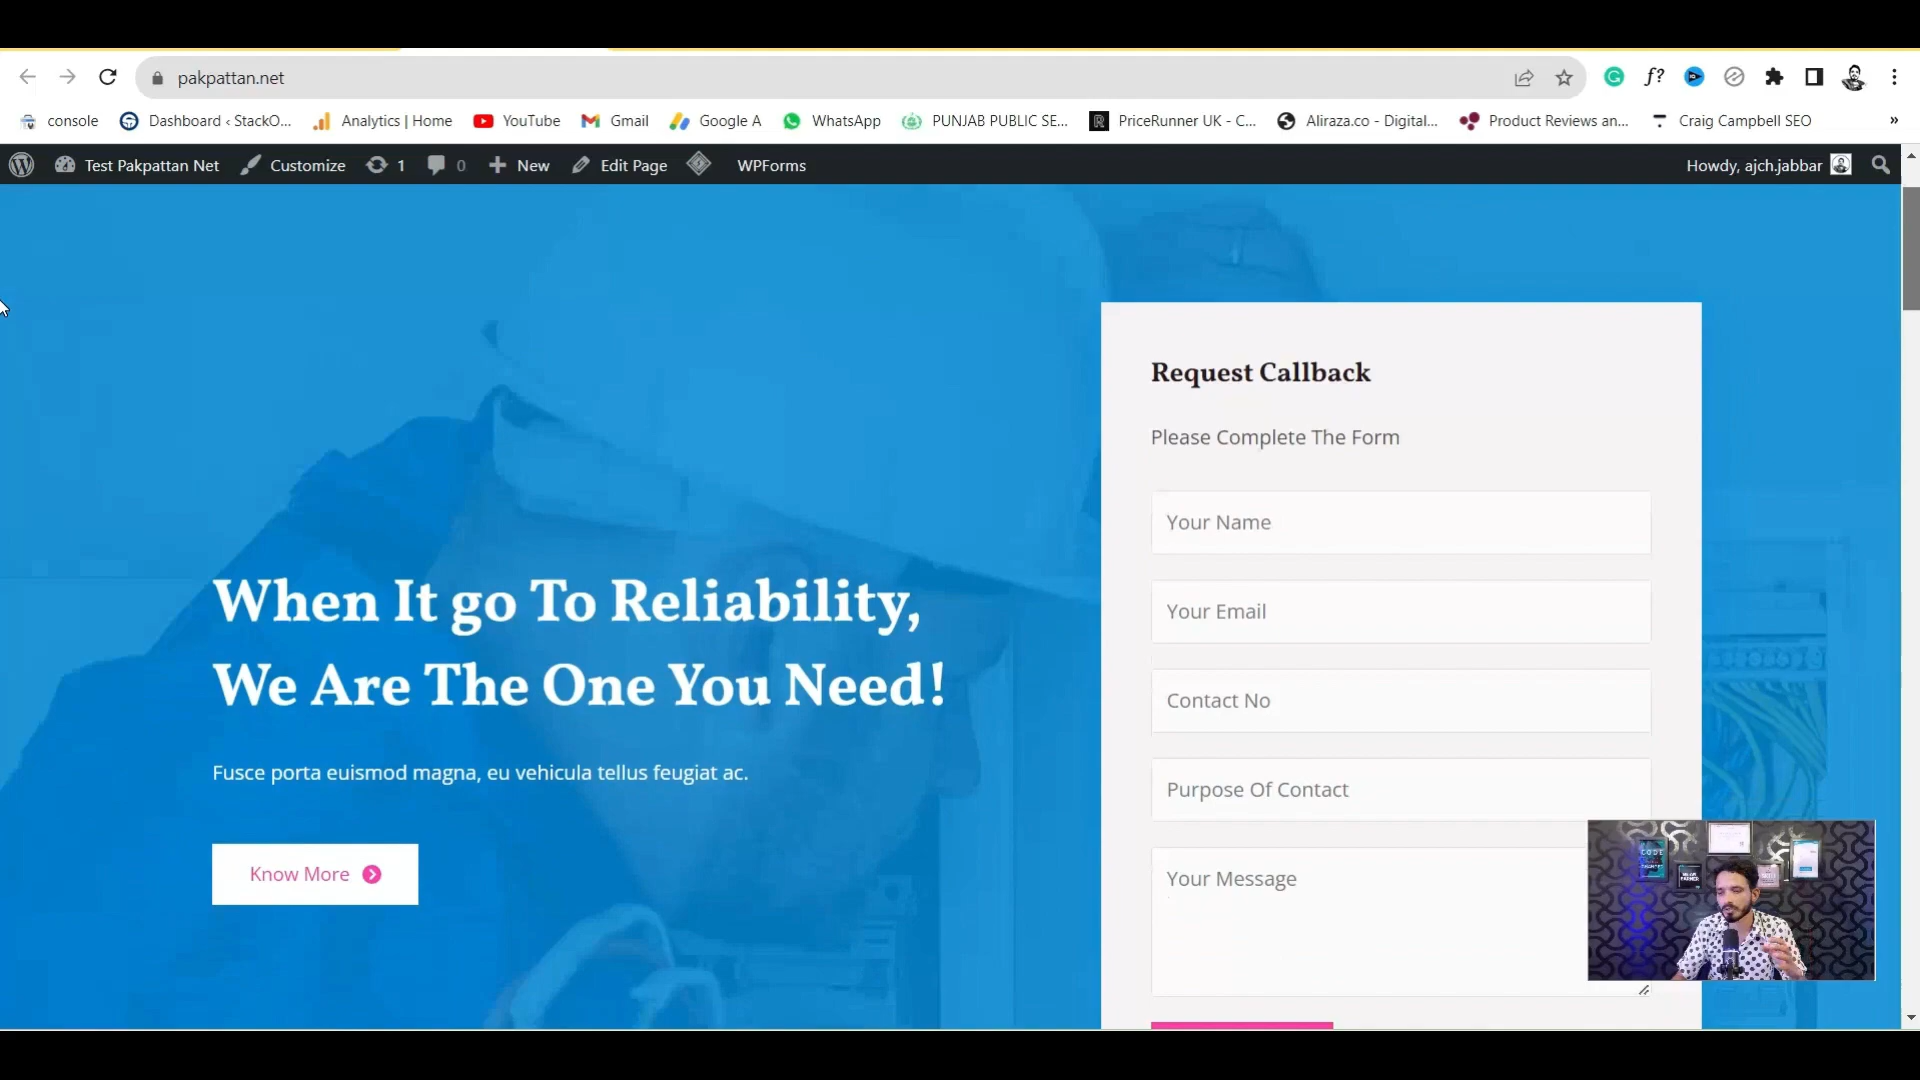 pakpattan.net
f?
console
Dashboard ‹ StackO...
Analytics | Home
YouTube
Gmail
Google A
WhatsApp
PUNJAB PUBLIC SE...
PriceRunner UK - C...
Aliraza.co - Digital...
Product Reviews an...
Craig Campbell SEO
»
Test Pakpattan Net
Customize
1
0
New
Edit Page
WPForms
Howdy, ajch.jabbar
Request Callback
Please Complete The Form
Your Name
Your Email
Contact No
Purpose Of Contact
Your Message
When It go To Reliability,
We Are The One You Need!
Fusce porta euismod magna, eu vehicula tellus feugiat ac.
Know More
CODE